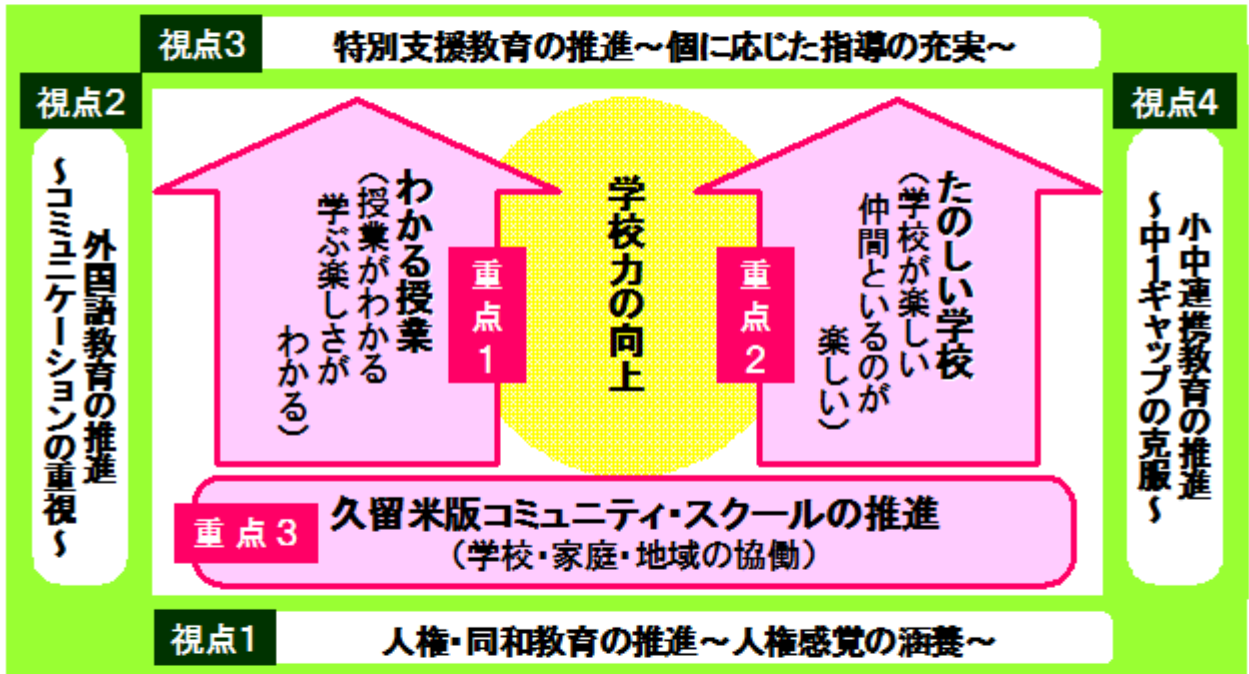 視点3
特別支援教育の推進～個に応じた指導の充実～
視点2
外国語教育の推進
～コミュニケーションの重視～
視点4
小中連携教育の推進
～中1ギャップの克服～
わかる授業
（授業がわかる
学ぶ楽しさが
わかる）
重点1
学校力の向上
重点2
たのしい学校
（学校が楽しい
仲間といるのが
楽しい）
重点3
久留米版コミュニティ・スクールの推進
（学校・家庭・地域の協働）
視点1
人権・同和教育の推進～人権感覚の涵養～